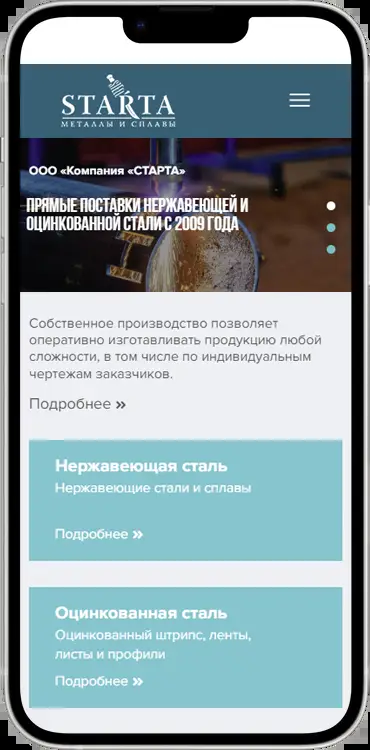 STARTA
МЕТАЛЛЫ И СПЛАВЫ
ООО «Компания «СТАРТА»
ПРЯМЫЕ ПОСТАВКИ НЕРЖАВЕЮЩЕЙ И
ОЦИНКОВАННОЙ СТАЛИ С 2009 ГОДА
Собственное производство позволяет
оперативно изготавливать продукцию любой
сложности, в том числе по индивидуальным
чертежам заказчиков.
Подробнее »
Нержавеющая сталь
Нержавеющие стали и сплавы
Подробнее »
Оцинкованная сталь
Оцинкованный штрипс, ленты,
листы и профили
Подробнее »